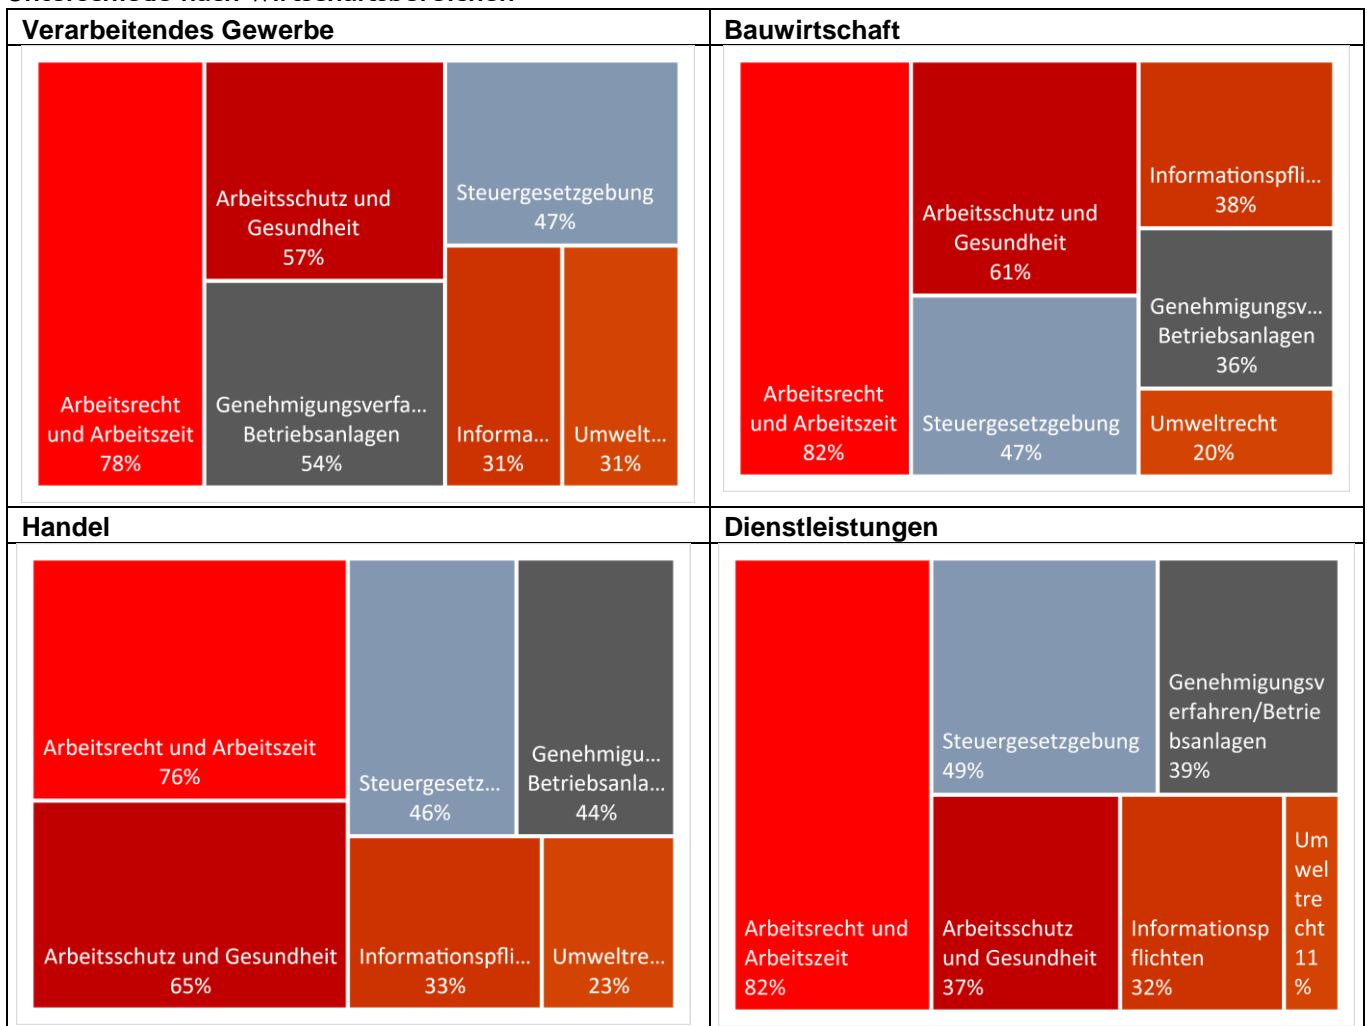 Verarbeitendes Gewerbe
Arbeitsrecht
und Arbeitszeit
78%
Arbeitsschutz und
Gesundheit
57%
Genehmigungsverfa...
Betriebsanlagen
54%
Steuergesetzgebung
47%
Informa...
31%
Umwelt...
31%
Bauwirtschaft
Arbeitsrecht
und Arbeitszeit
82%
Arbeitsschutz und
Gesundheit
61%
Steuergesetzgebung
47%
Informationspfli...
38%
Genehmigungsv...
Betriebsanlagen
36%
Umweltrecht
20%
Handel
Arbeitsrecht und Arbeitszeit
76%
Arbeitsschutz und Gesundheit
65%
Steuergesetz...
46%
Genehmigu...
Betriebsanla...
44%
Informationspfli...
33%
Umweltre...
23%
Dienstleistungen
Arbeitsrecht und
Arbeitszeit
82%
Steuergesetzgebung
49%
Genehmigungsv
erfahren/Betrie
bsanlagen
39%
Arbeitsschutz
und Gesundheit
37%
Informationsp
flichten
32%
Um
wel
tre
cht
11
%